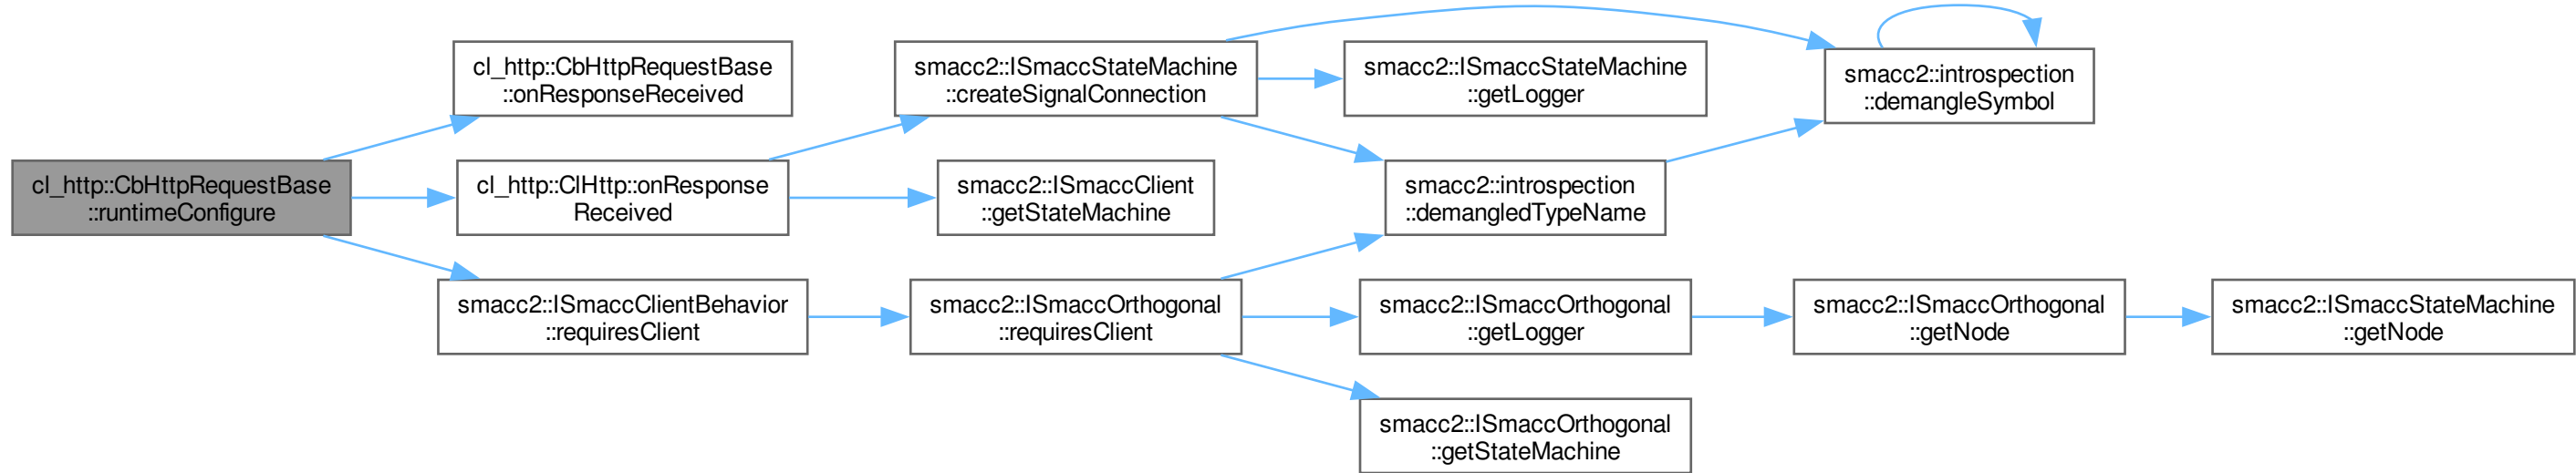 cl_http::CbHttpRequestBase
::runtimeConfigure
cl_http::CbHttpRequestBase
::onResponseReceived
cl_http::ClHttp::onResponse
Received
smacc2::ISmaccClientBehavior
::requiresClient
smacc2::ISmaccStateMachine
::createSignalConnection
smacc2::ISmaccClient
::getStateMachine
smacc2::ISmaccOrthogonal
::requiresClient
smacc2::ISmaccStateMachine
::getLogger
smacc2::introspection
::demangledTypeName
smacc2::ISmaccOrthogonal
::getLogger
smacc2::ISmaccOrthogonal
::getStateMachine
smacc2::introspection
::demangleSymbol
smacc2::ISmaccOrthogonal
::getNode
smacc2::ISmaccStateMachine
::getNode